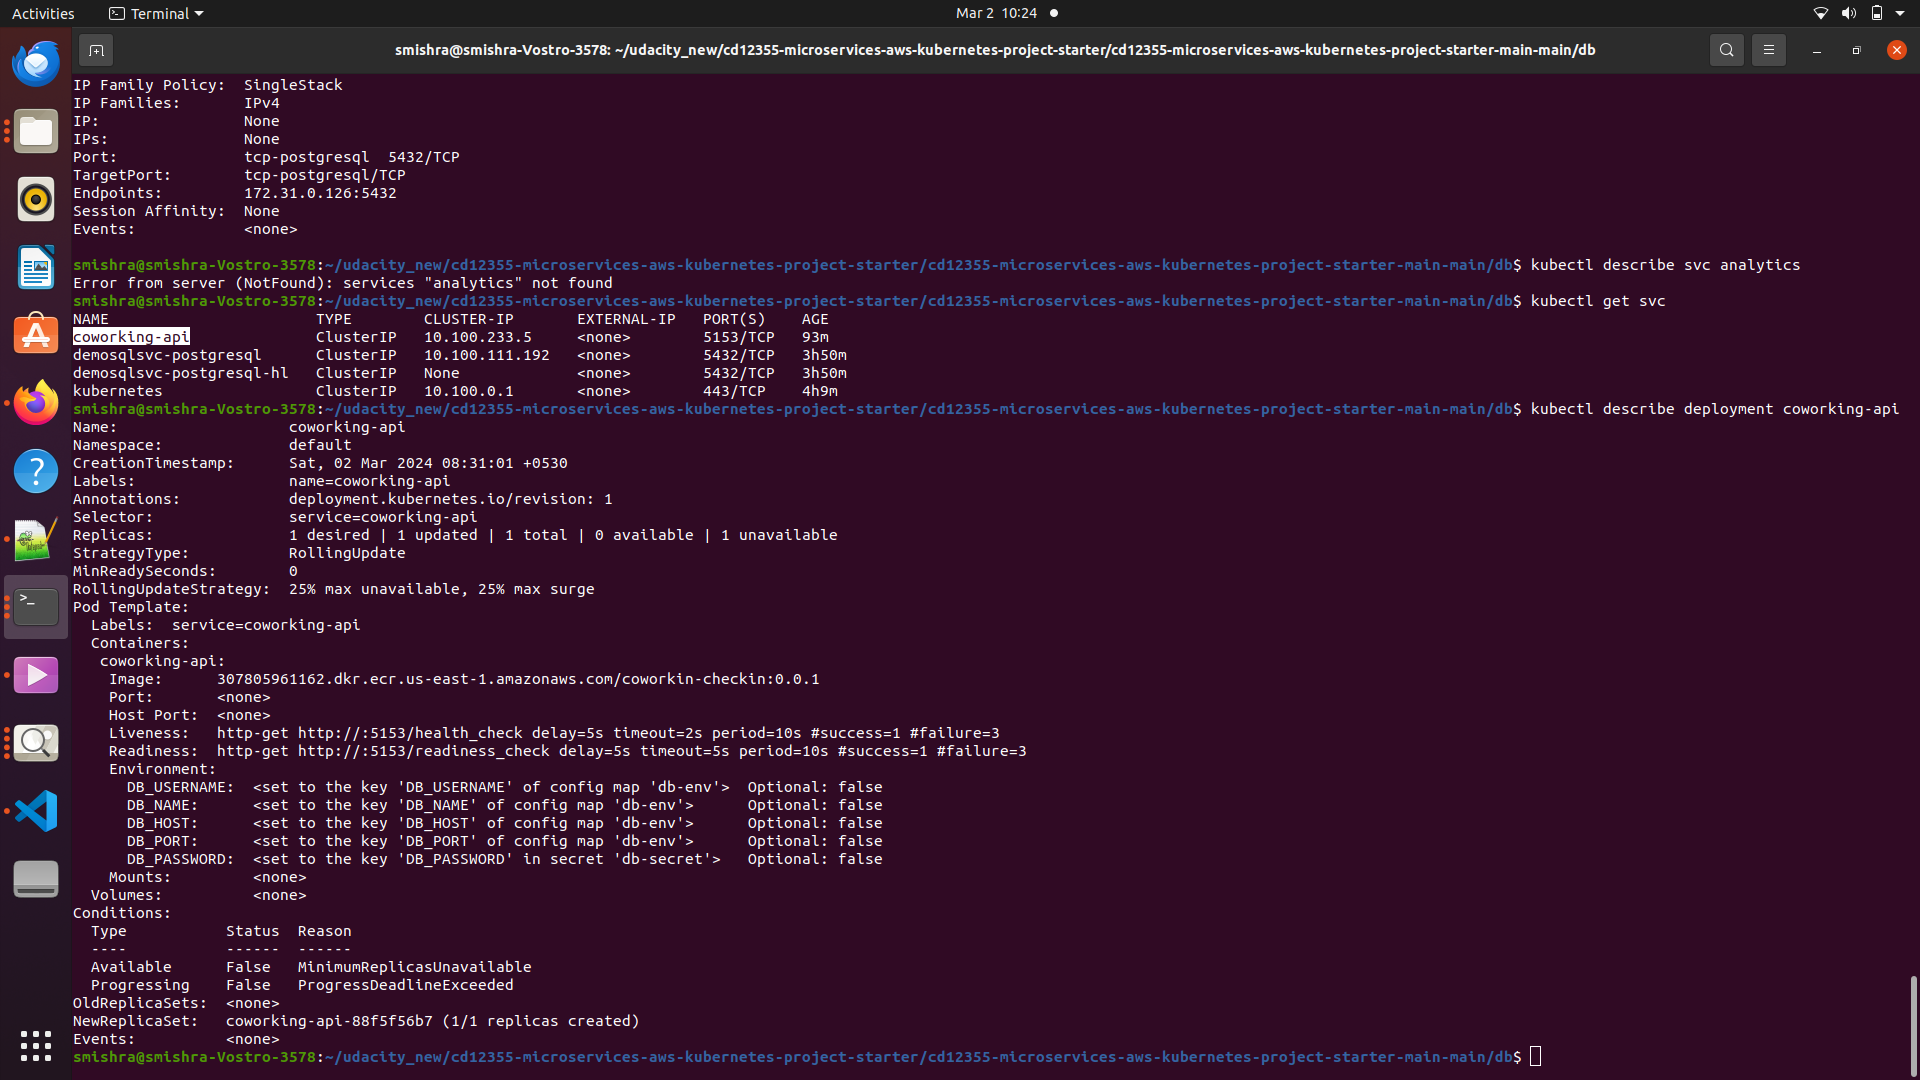 Activities
Terminal
Mar 2 10:24
smishra@smishra-Vostro-3578: ~/udacity_new/cd12355-microservices-aws-kubernetes-project-starter/cd12355-microservices-aws-kubernetes-project-starter-main-main/db
IP Family Policy:  SingleStack
IP Families:       IPv4
IP:                None
IPs:               None
Port:              tcp-postgresql  5432/TCP
TargetPort:        tcp-postgresql/TCP
Endpoints:         172.31.0.126:5432
Session Affinity:  None
Events:            <none>
smishra@smishra-Vostro-3578:~/udacity_new/cd12355-microservices-aws-kubernetes-project-starter/cd12355-microservices-aws-kubernetes-project-starter-main-main/db$ kubectl describe svc analytics
Error from server (NotFound): services "analytics" not found
smishra@smishra-Vostro-3578:~/udacity_new/cd12355-microservices-aws-kubernetes-project-starter/cd12355-microservices-aws-kubernetes-project-starter-main-main/db$ kubectl get svc
NAME                       TYPE        CLUSTER-IP       EXTERNAL-IP   PORT(S)    AGE
coworking-api              ClusterIP   10.100.233.5     <none>        5153/TCP   93m
demosqlsvc-postgresql      ClusterIP   10.100.111.192   <none>        5432/TCP   3h50m
demosqlsvc-postgresql-hl   ClusterIP   None             <none>        5432/TCP   3h50m
kubernetes                 ClusterIP   10.100.0.1       <none>        443/TCP    4h9m
smishra@smishra-Vostro-3578:~/udacity_new/cd12355-microservices-aws-kubernetes-project-starter/cd12355-microservices-aws-kubernetes-project-starter-main-main/db$ kubectl describe deployment coworking-api
Name:                   coworking-api
Namespace:              default
CreationTimestamp:      Sat, 02 Mar 2024 08:31:01 +0530
Labels:                 name=coworking-api
Annotations:            deployment.kubernetes.io/revision: 1
Selector:               service=coworking-api
Replicas:               1 desired | 1 updated | 1 total | 0 available | 1 unavailable
StrategyType:           RollingUpdate
MinReadySeconds:        0
RollingUpdateStrategy:  25% max unavailable, 25% max surge
Pod Template:
  Labels:  service=coworking-api
  Containers:
   coworking-api:
    Image:      307805961162.dkr.ecr.us-east-1.amazonaws.com/coworkin-checkin:0.0.1
    Port:       <none>
    Host Port:  <none>
    Liveness:   http-get http://:5153/health_check delay=5s timeout=2s period=10s #success=1 #failure=3
    Readiness:  http-get http://:5153/readiness_check delay=5s timeout=5s period=10s #success=1 #failure=3
    Environment:
      DB_USERNAME:  <set to the key 'DB_USERNAME' of config map 'db-env'>  Optional: false
      DB_NAME:      <set to the key 'DB_NAME' of config map 'db-env'>      Optional: false
      DB_HOST:      <set to the key 'DB_HOST' of config map 'db-env'>      Optional: false
      DB_PORT:      <set to the key 'DB_PORT' of config map 'db-env'>      Optional: false
      DB_PASSWORD:  <set to the key 'DB_PASSWORD' in secret 'db-secret'>   Optional: false
    Mounts:         <none>
  Volumes:          <none>
Conditions:
  Type           Status  Reason
  ----           ------  ------
  Available      False   MinimumReplicasUnavailable
  Progressing    False   ProgressDeadlineExceeded
OldReplicaSets:  <none>
NewReplicaSet:   coworking-api-88f5f56b7 (1/1 replicas created)
Events:          <none>
smishra@smishra-Vostro-3578:~/udacity_new/cd12355-microservices-aws-kubernetes-project-starter/cd12355-microservices-aws-kubernetes-project-starter-main-main/db$